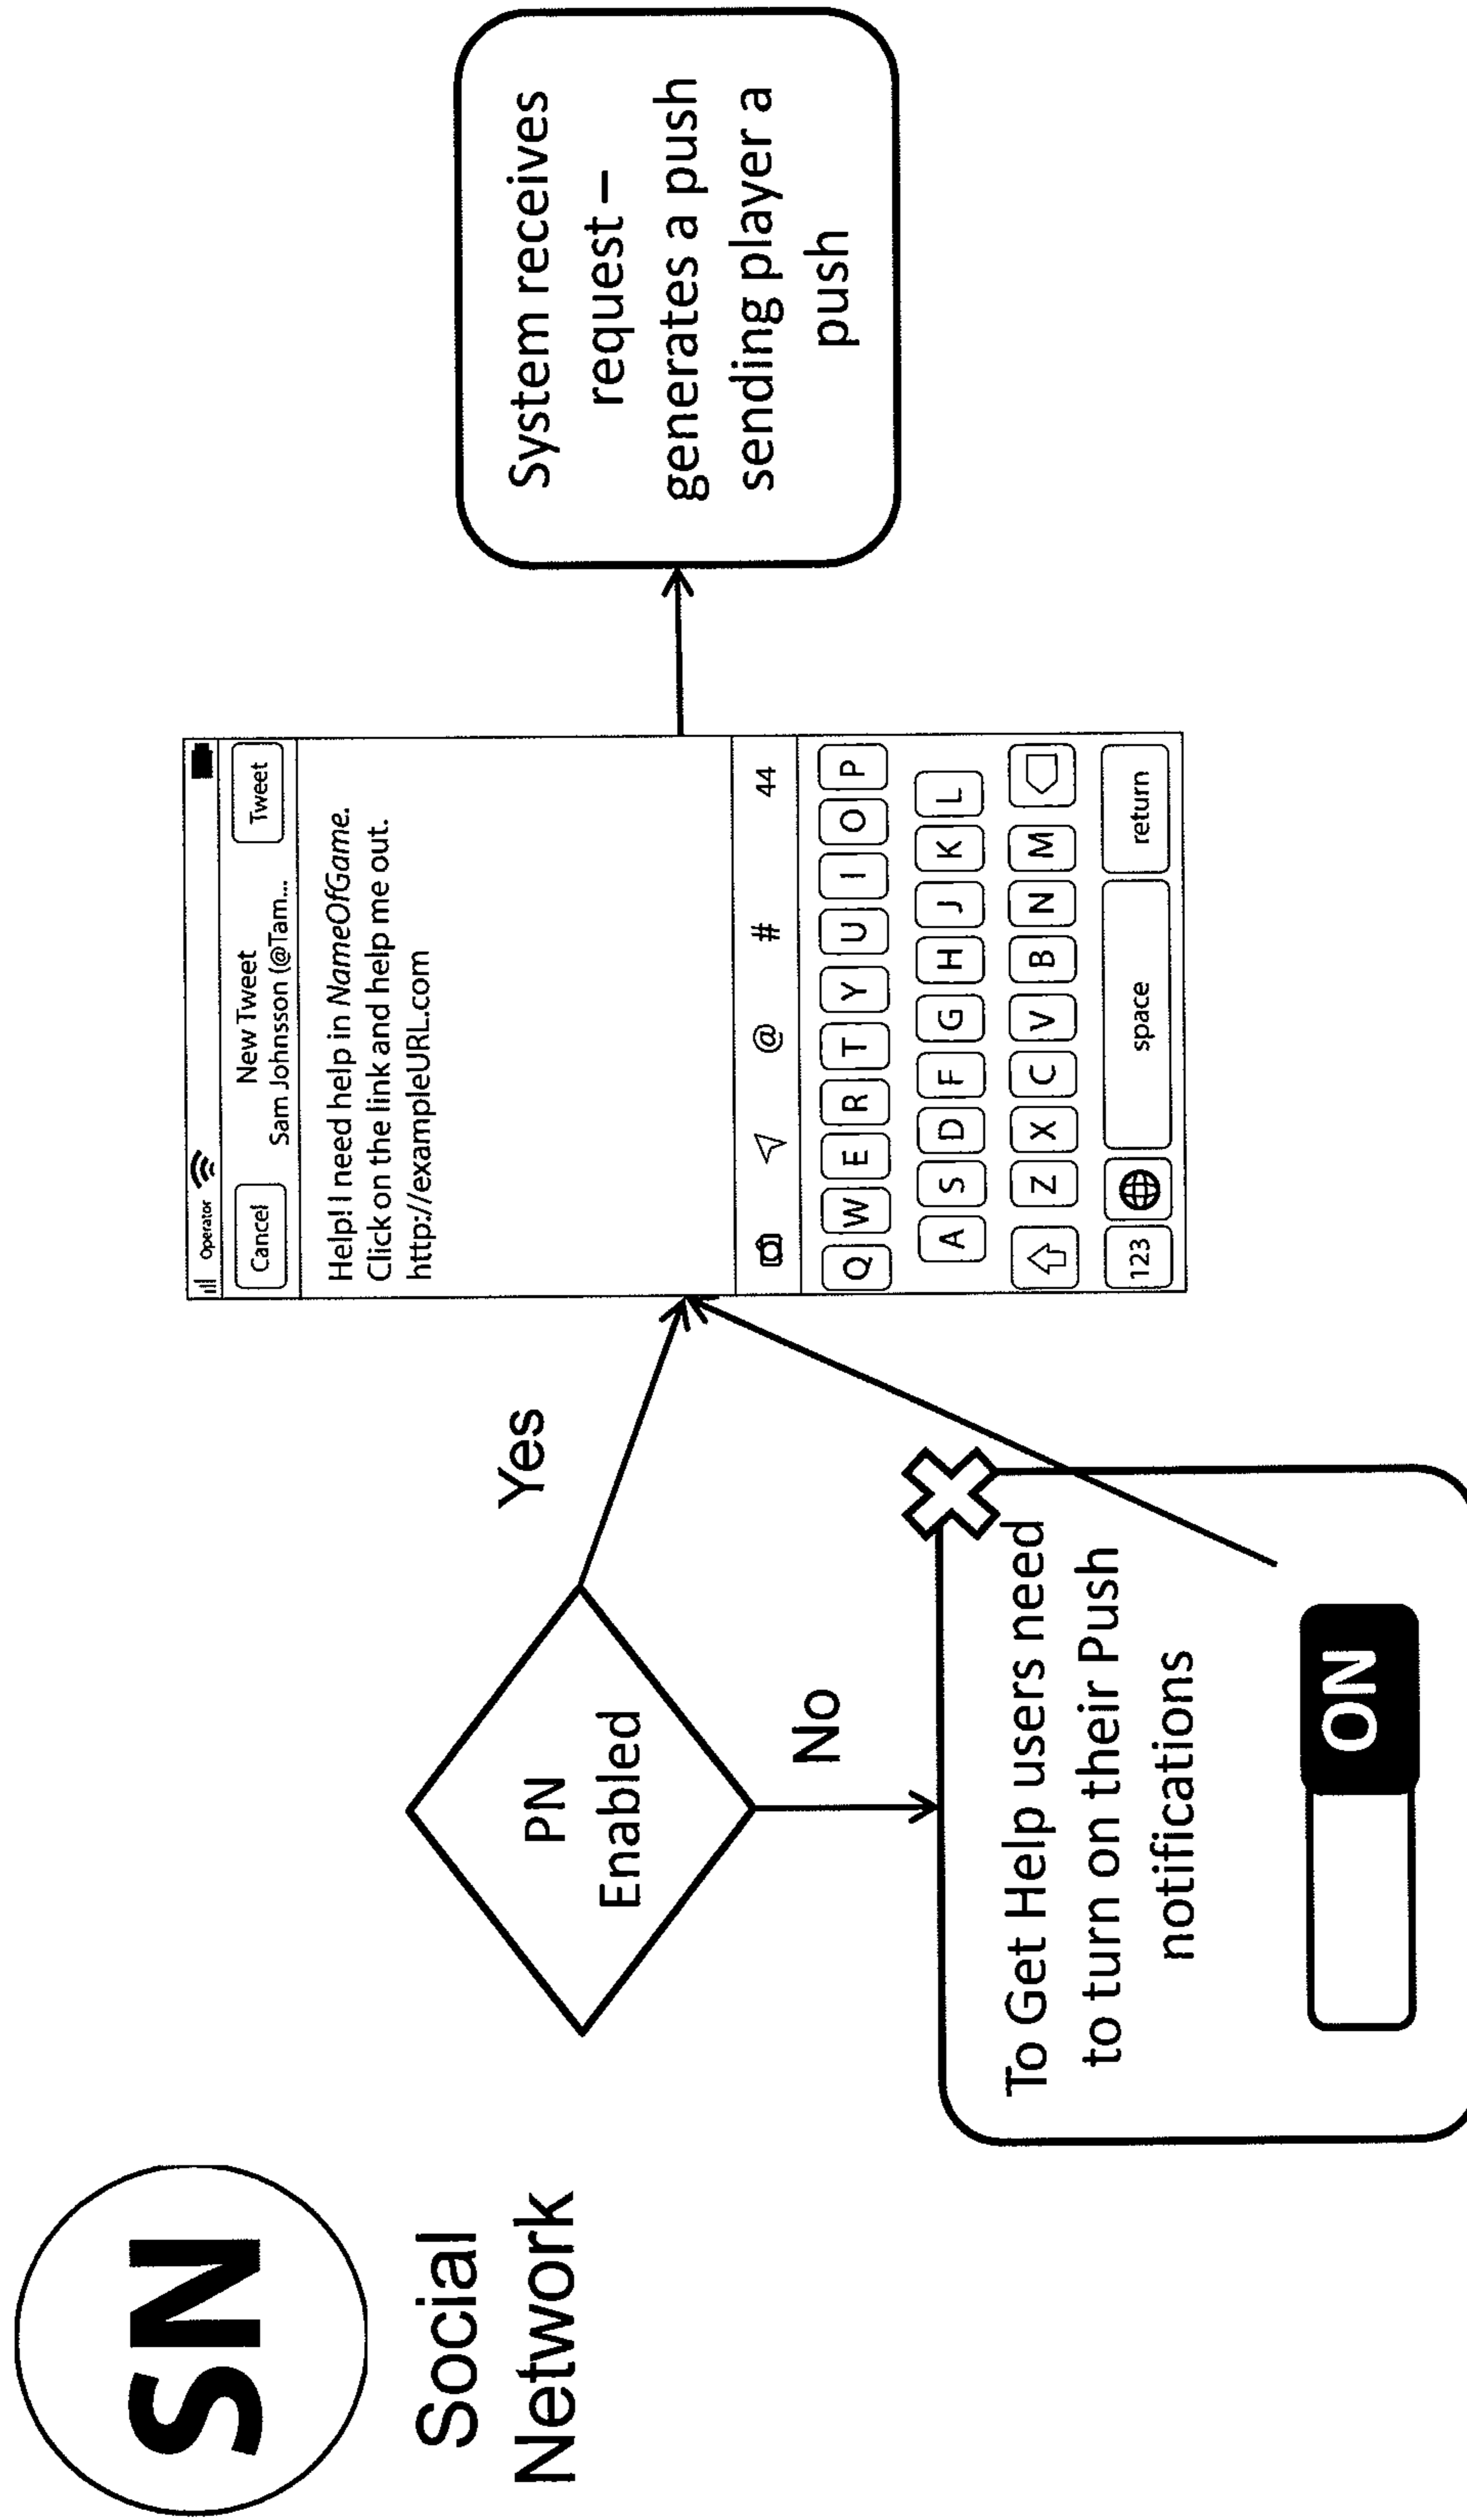 SN
Social
Network
PN
Enabled
Yes
No
To Get Help users need
to turn on their Push
notifications
ON
Operator
Cancel
New Tweet
Tweet
Sam Johnsson (@Tam...
Help! I need help in NameOfGame.
Click on the link and help me out.
http://exampleURL.com
@ # 44
Q W E R T Y U I O P
A S D F G H J K L
Z X C V B N M
123 space return
System receives
request –
generates a push
sending player a
push